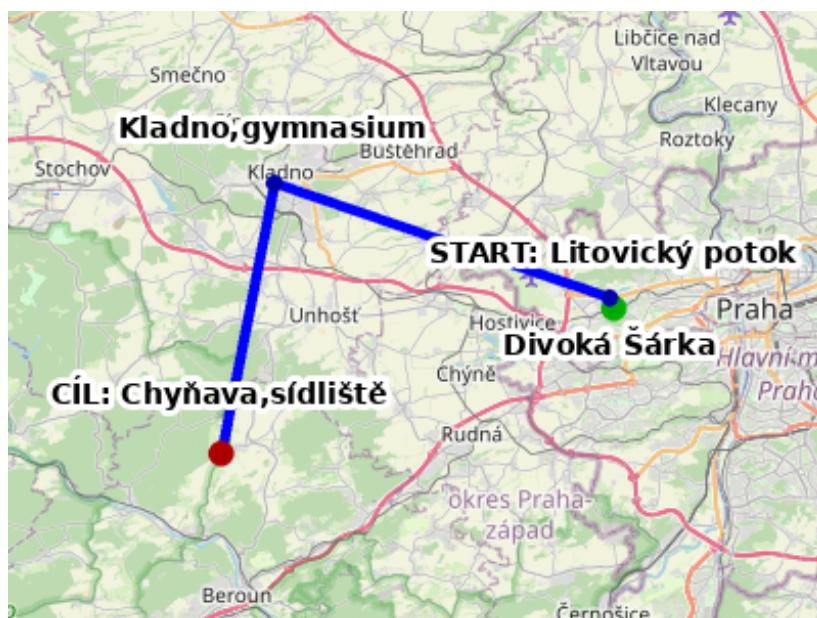 Libčice nad
Vltavou
Smečno
Klecany
Kladno,gymnasium
Roztoky
Buštěhrad
Stochov
Kladno
START: Litovický potok
Unhošť
Praha
Hostivice
Divoká Šárka
Hlavní m
Praha
Chýně
CÍL: Chyňava,sídliště
Rudná
okres Praha-
západ
Beroun
Černošice